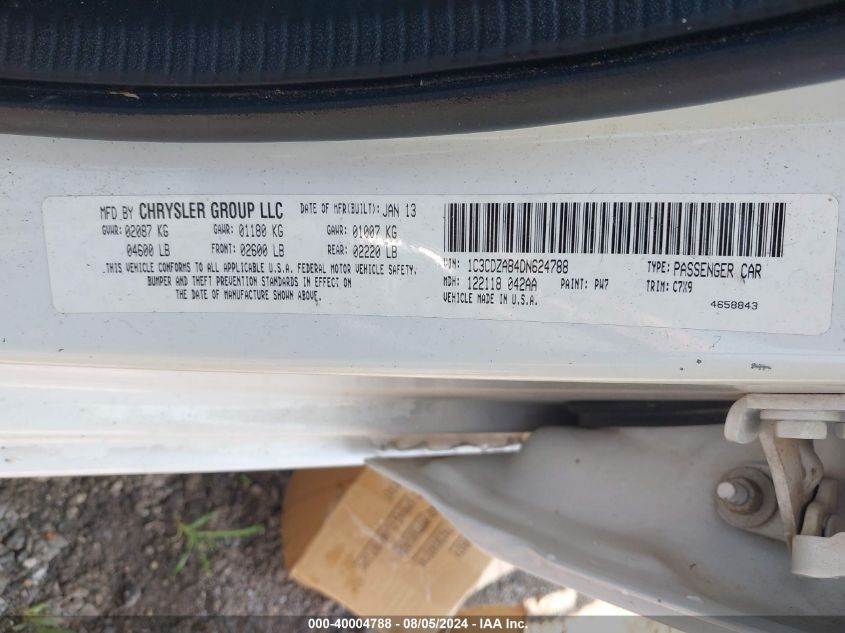 MFD BY CHRYSLER GROUP LLC DATE OF MFR(BUILT): JAN 13
GVWR: 02087 KG GAWR: 01180 KG GAWR: 01007 KG
04600 LB FRONT: 02600 LB REAR: 02220 LB
THIS VEHICLE CONFORMS TO ALL APPLICABLE U.S.A. FEDERAL MOTOR VEHICLE SAFETY,
BUMPER AND THEFT PREVENTION STANDARDS IN EFFECT ON
THE DATE OF MANUFACTURE SHOWN ABOVE.
VIN: 1C3CDZAB4DN624788 TYPE: PASSENGER CAR
MDH: 122118 042AA PAINT: PW7 TRIM: C7X9
VEHICLE MADE IN U.S.A. 4658843
000-40004788 - 08/05/2024 - IAA Inc.